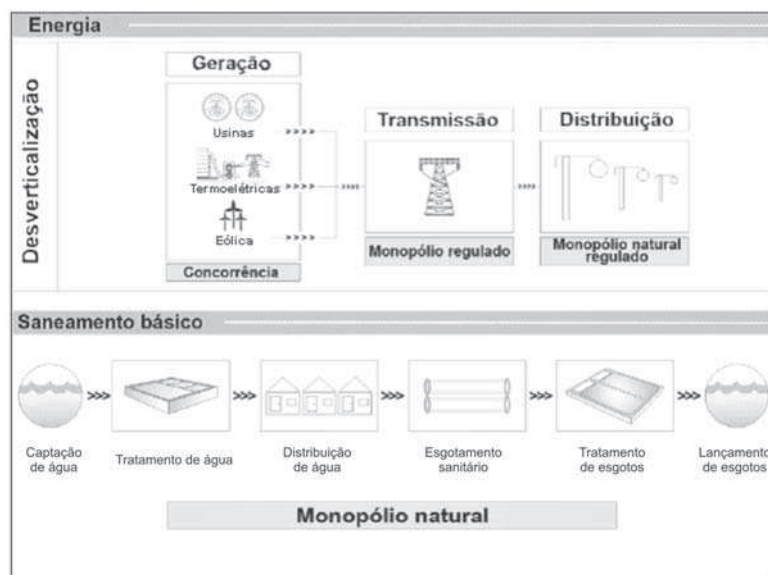 Energia
Desverticalização
Geração
Usinas
Termoelétricas
Eólica
Concorrência
Transmissão
Monopólio regulado
Distribuição
Monopólio natural
regulado
Saneamento básico
Captação
de água
Tratamento de água
Distribuição
de água
Esgotamento
sanitário
Tratamento
de esgotos
Lançamento
de esgotos
Monopólio natural